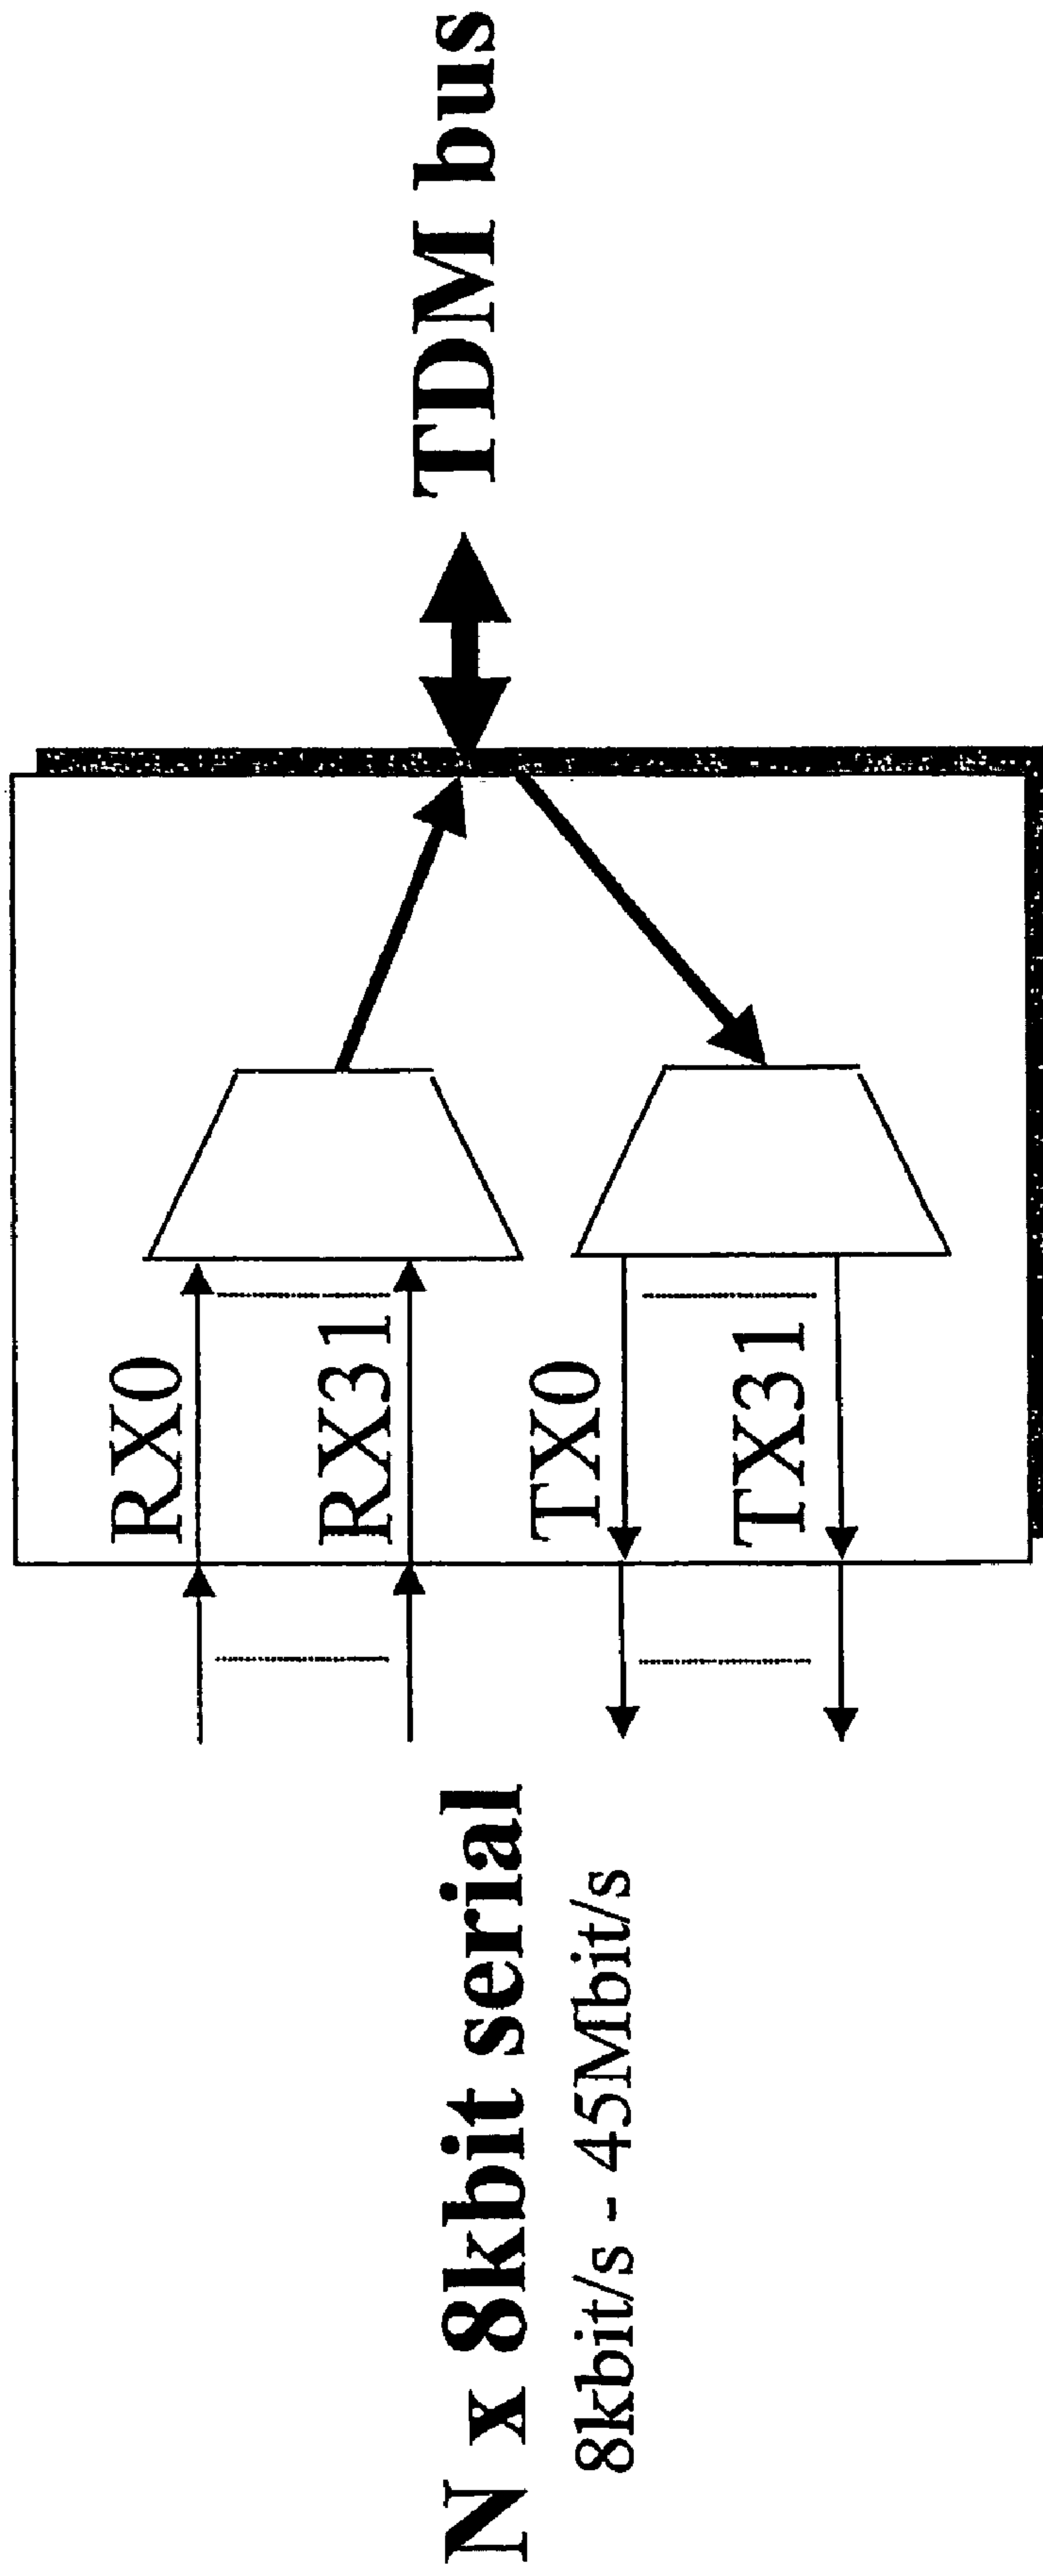 N x 8kbit serial
8kbit/s - 45Mbit/s
RX0
RX31
TX0
TX31
TDM bus